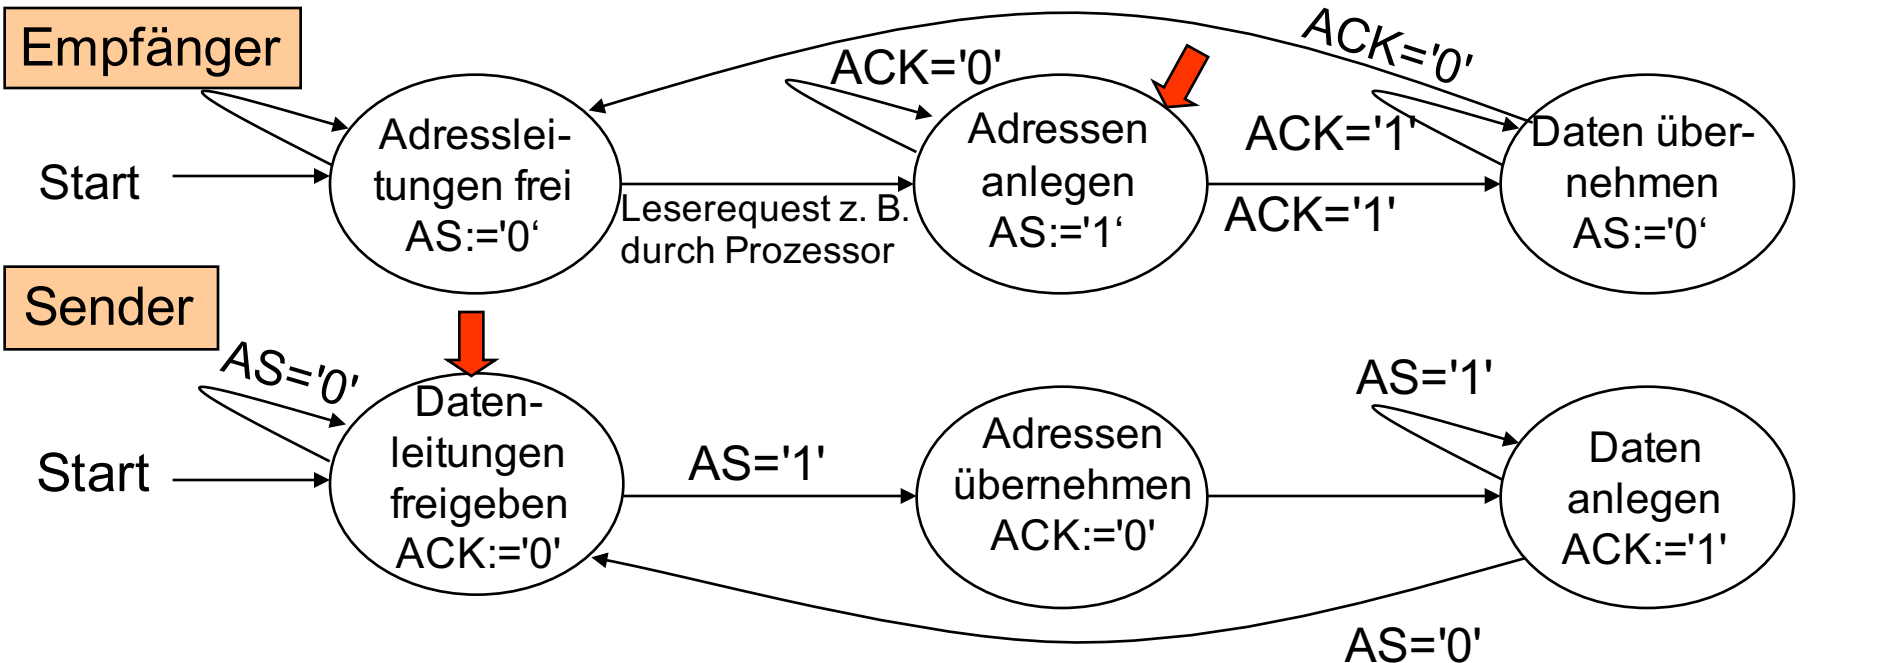 Empfänger
ACK='0'
ACK='0'
Adresslei-
tungen frei
AS:='0‘
Start
Leserequest z. B.
durch Prozessor
Adressen
anlegen
AS:='1‘
ACK='1'
ACK='1'
Daten über-
nehmen
AS:='0‘
Sender
AS='0'
Start
Daten-
leitungen
freigeben
ACK:='0'
AS='1'
Adressen
übernehmen
ACK:='0'
AS='1'
Daten
anlegen
ACK:='1'
AS='0'